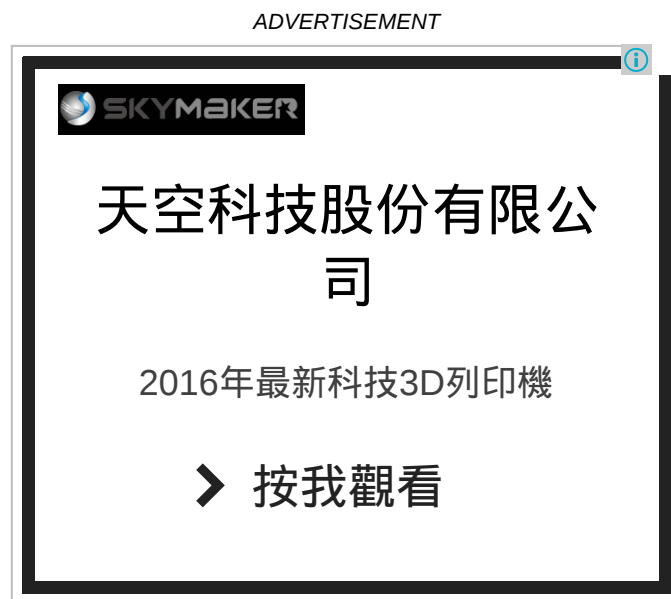 ADVERTISEMENT
SKYMAKER
天空科技股份有限公
司
2016年最新科技3D列印機
按我觀看